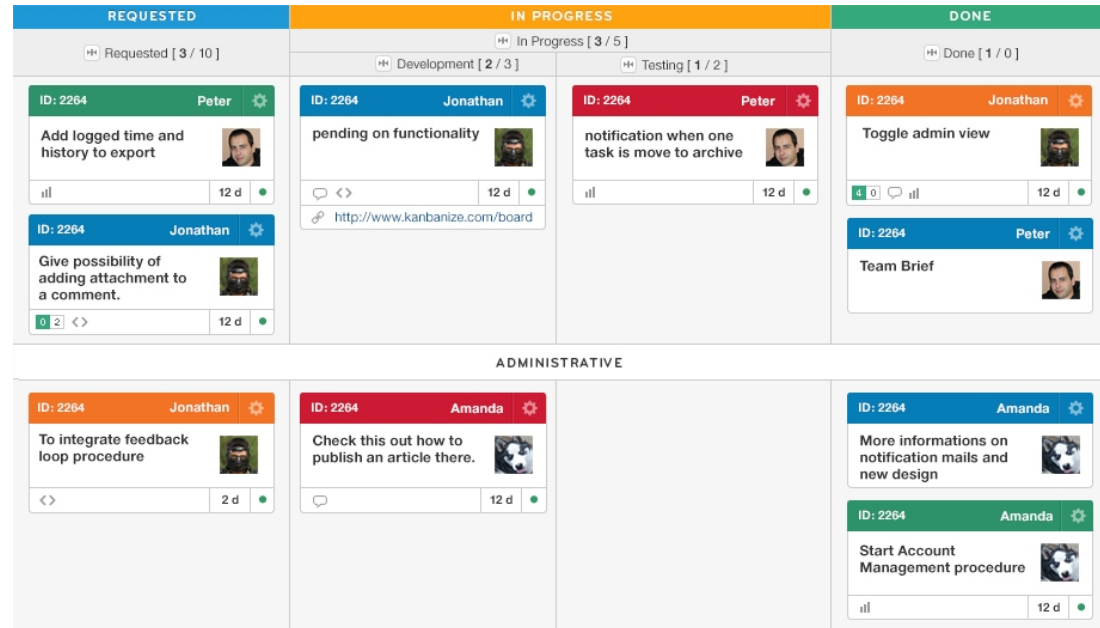 REQUESTED
IN PROGRESS
DONE
Requested [ 3 / 10 ]
In Progress [ 3 / 5 ]
Development [ 2 / 3 ]
Testing [ 1 / 2 ]
Done [ 1 / 0 ]
ID: 2264 Peter
Add logged time and
history to export
12 d
ID: 2264 Jonathan
Give possibility of
adding attachment to
a comment.
0 2
12 d
ID: 2264 Jonathan
pending on functionality
12 d
http://www.kanbanize.com/board
ID: 2264 Peter
notification when one
task is move to archive
12 d
ID: 2264 Jonathan
Toggle admin view
4 0
12 d
ID: 2264 Peter
Team Brief
ADMINISTRATIVE
ID: 2264 Jonathan
To integrate feedback
loop procedure
2 d
ID: 2264 Amanda
Check this out how to
publish an article there.
12 d
ID: 2264 Amanda
More informations on
notification mails and
new design
ID: 2264 Amanda
Start Account
Management procedure
12 d